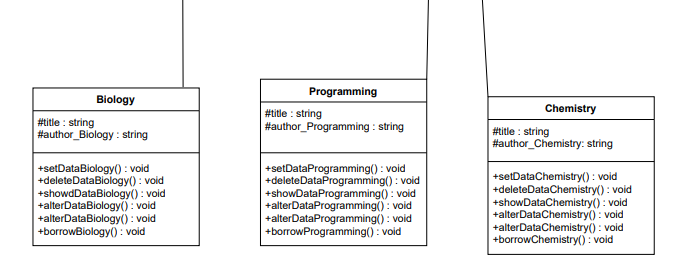 Biology
#title : string
#author_Biology : string
+setDataBiology() : void
+deleteDataBiology() : void
+showdDataBiology() : void
+alterDataBiology() : void
+alterDataBiology() : void
+borrowBiology() : void
Programming
#title : string
#author_Programming : string
+setDataProgramming() : void
+deleteDataProgramming() : void
+showDataProgramming() : void
+alterDataProgramming() : void
+alterDataProgramming() : void
+borrowProgramming() : void
Chemistry
#title : string
#author_Chemistry: string
+setDataChemistry() : void
+deleteDataChemistry() : void
+showDataChemistry() : void
+alterDataChemistry() : void
+alterDataChemistry() : void
+borrowChemistry() : void